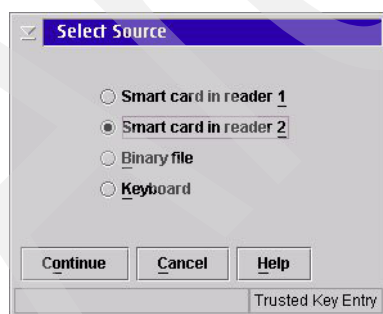 Select Source
Smart card in reader 1
Smart card in reader 2
Binary file
Keyboard
Continue Cancel Help
Trusted Key Entry